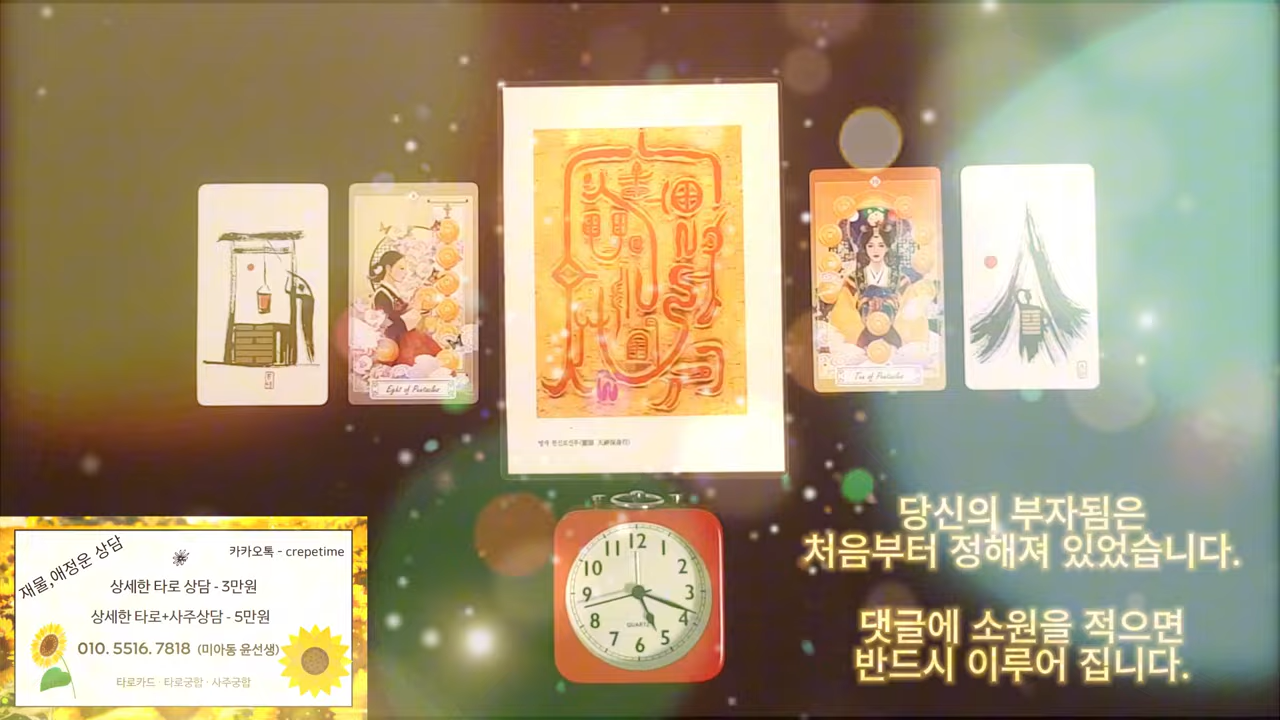 Eight of Pentacles
Ten of Pentacles
12
1
2
3
4
5
6
7
8
9
10
11
QUARTZ
당신의 부자됨은
처음부터 정해져 있었습니다.
댓글에 소원을 적으면
반드시 이루어 집니다.
재물,애정운 상담
카카오톡 - crepetime
상세한 타로 상담 - 3만원
상세한 타로+사주상담 - 5만원
010. 5516. 7818 (미아동 윤선생)
타로카드 · 타로궁합 · 사주궁합